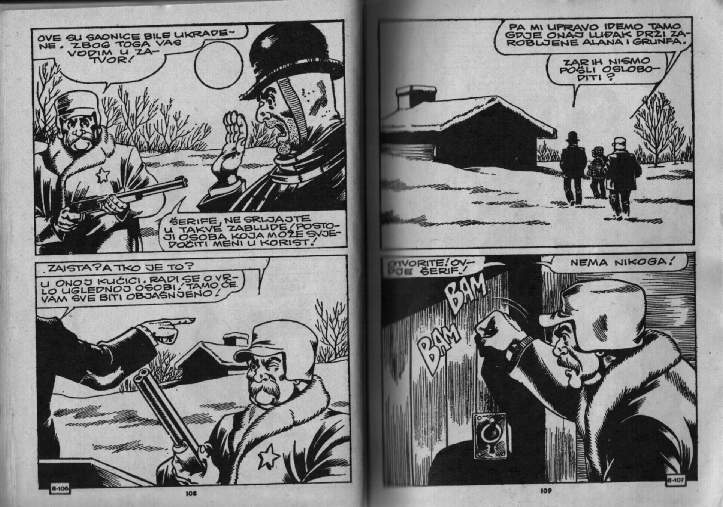 OVE SU SAONICE BILE UKRADE-
NE. ZBOG TOGA VAS
VODIM U ZA-
TVOR!
ŠERIFE, NE SRLJAJTE
U TAKVE ZABLUDE! POSTO-
JI OSOBA KOJA MOŽE SVJE-
DOČITI MENI U KORIST!
ZAISTA? A TKO JE TO?
U ONOJ KUĆICI. RADI SE O VR-
LO UGLEDNOJ OSOBI! TAMO ĆE
VAM SVE BITI OBJAŠNJENO!
B-106
108
PA MI UPRAVO IDEMO TAMO
GDJE ONAJ LUĐAK DRŽI ZA-
ROBLJENE ALANA I GRUNFA.
ZAR IH NISMO
POŠLI OSLOBO-
DITI?
OTVORITE! OV-
DJE ŠERIF!
BAM
BAM
NEMA NIKOGA!
B-107
109